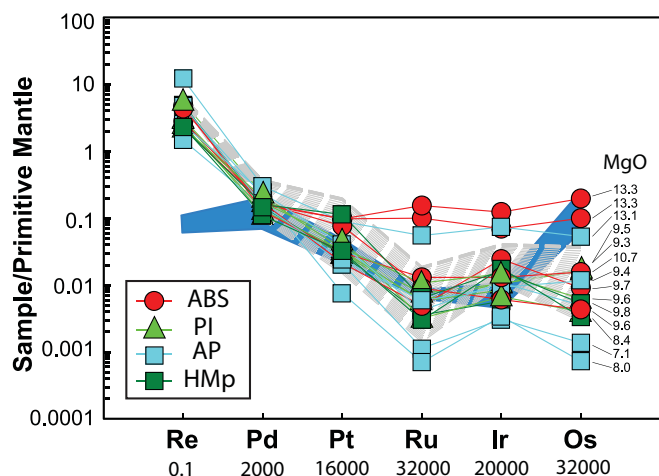 Sample/Primitive Mantle
100
10
1
0.1
0.01
0.001
0.0001
ABS
PI
AP
HMp
MgO
13.3
13.3
13.1
9.5
9.3
10.7
9.4
9.7
9.6
9.8
9.6
8.4
7.1
8.0
Re Pd Pt Ru Ir Os
0.1 2000 16000 32000 20000 32000